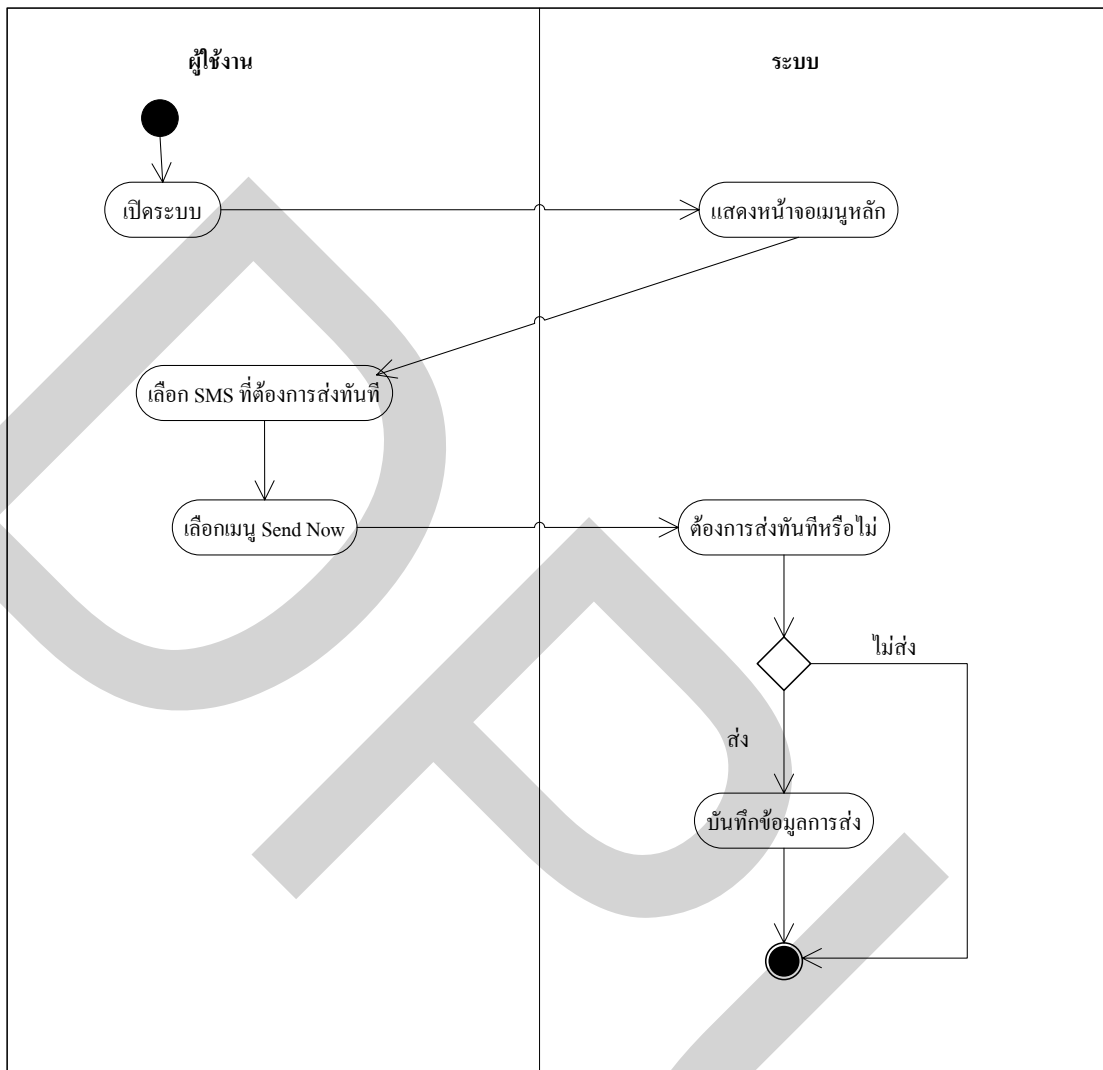 ผู้ใช้งาน
ระบบ
เปิดระบบ
แสดงหน้าจอเมนูหลัก
เลือก SMS ที่ต้องการส่งทันที
เลือกเมนู Send Now
ต้องการส่งทันทีหรือไม่
ไม่ส่ง
ส่ง
บันทึกข้อมูลการส่ง